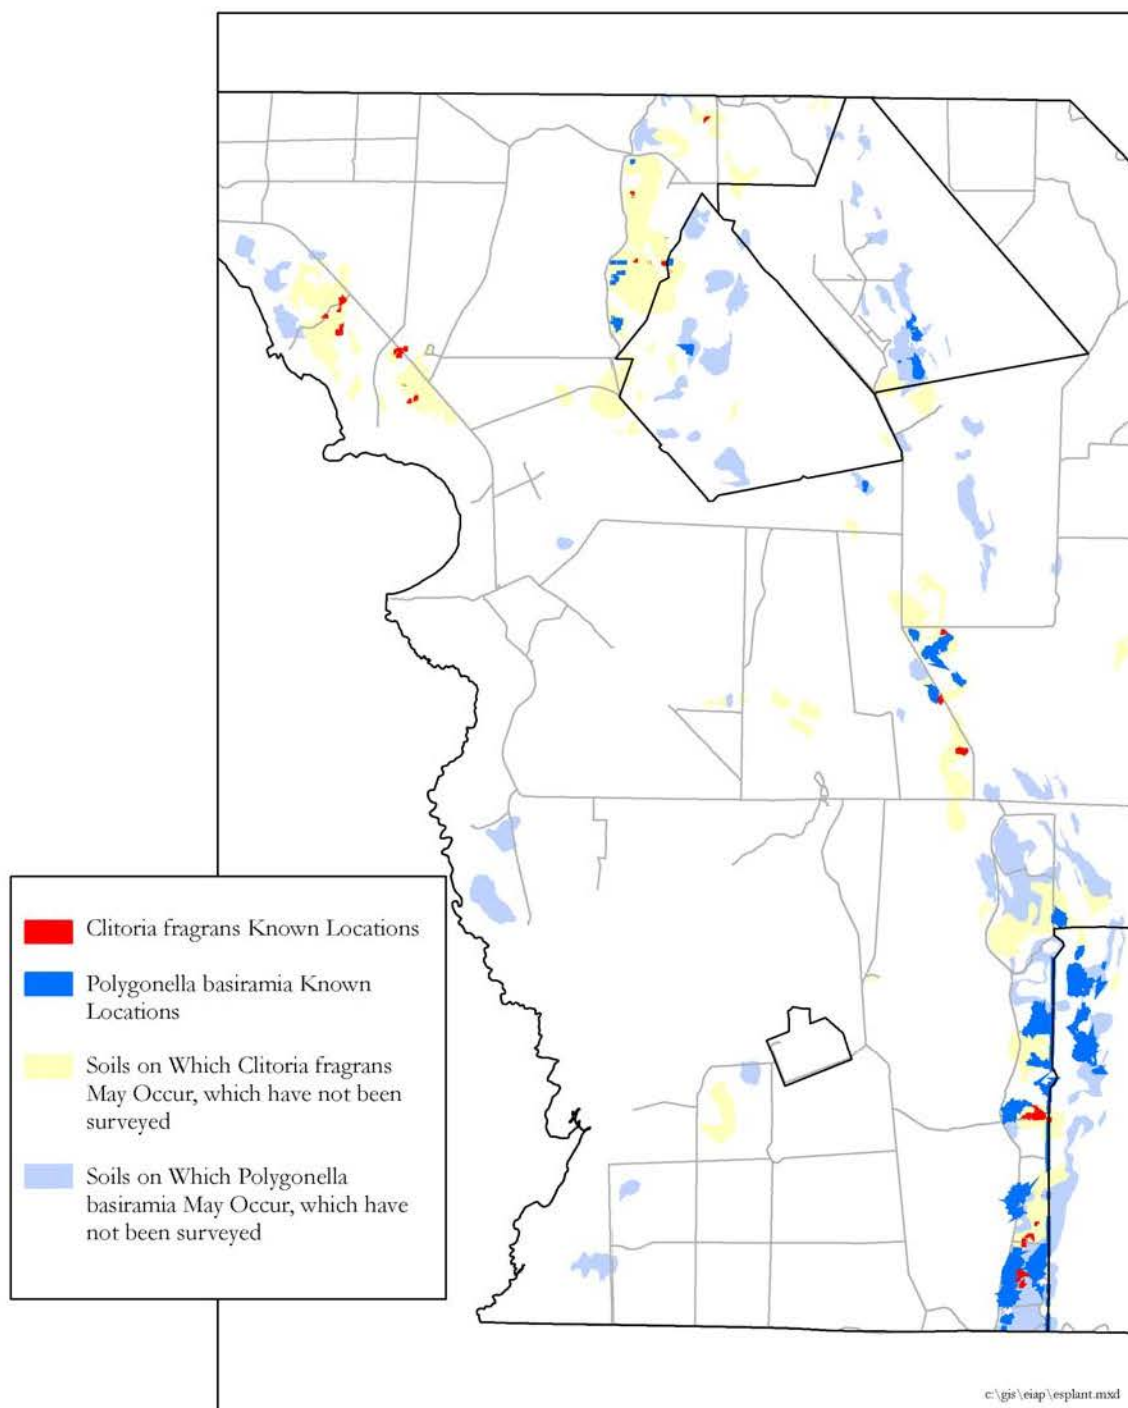 Clitoria fragrans Known Locations
Polygonella basiramia Known
Locations
Soils on Which Clitoria fragrans
May Occur, which have not been
surveyed
Soils on Which Polygonella
basiramia May Occur, which have
not been surveyed
c:\gis\eiap\esplant.mxd